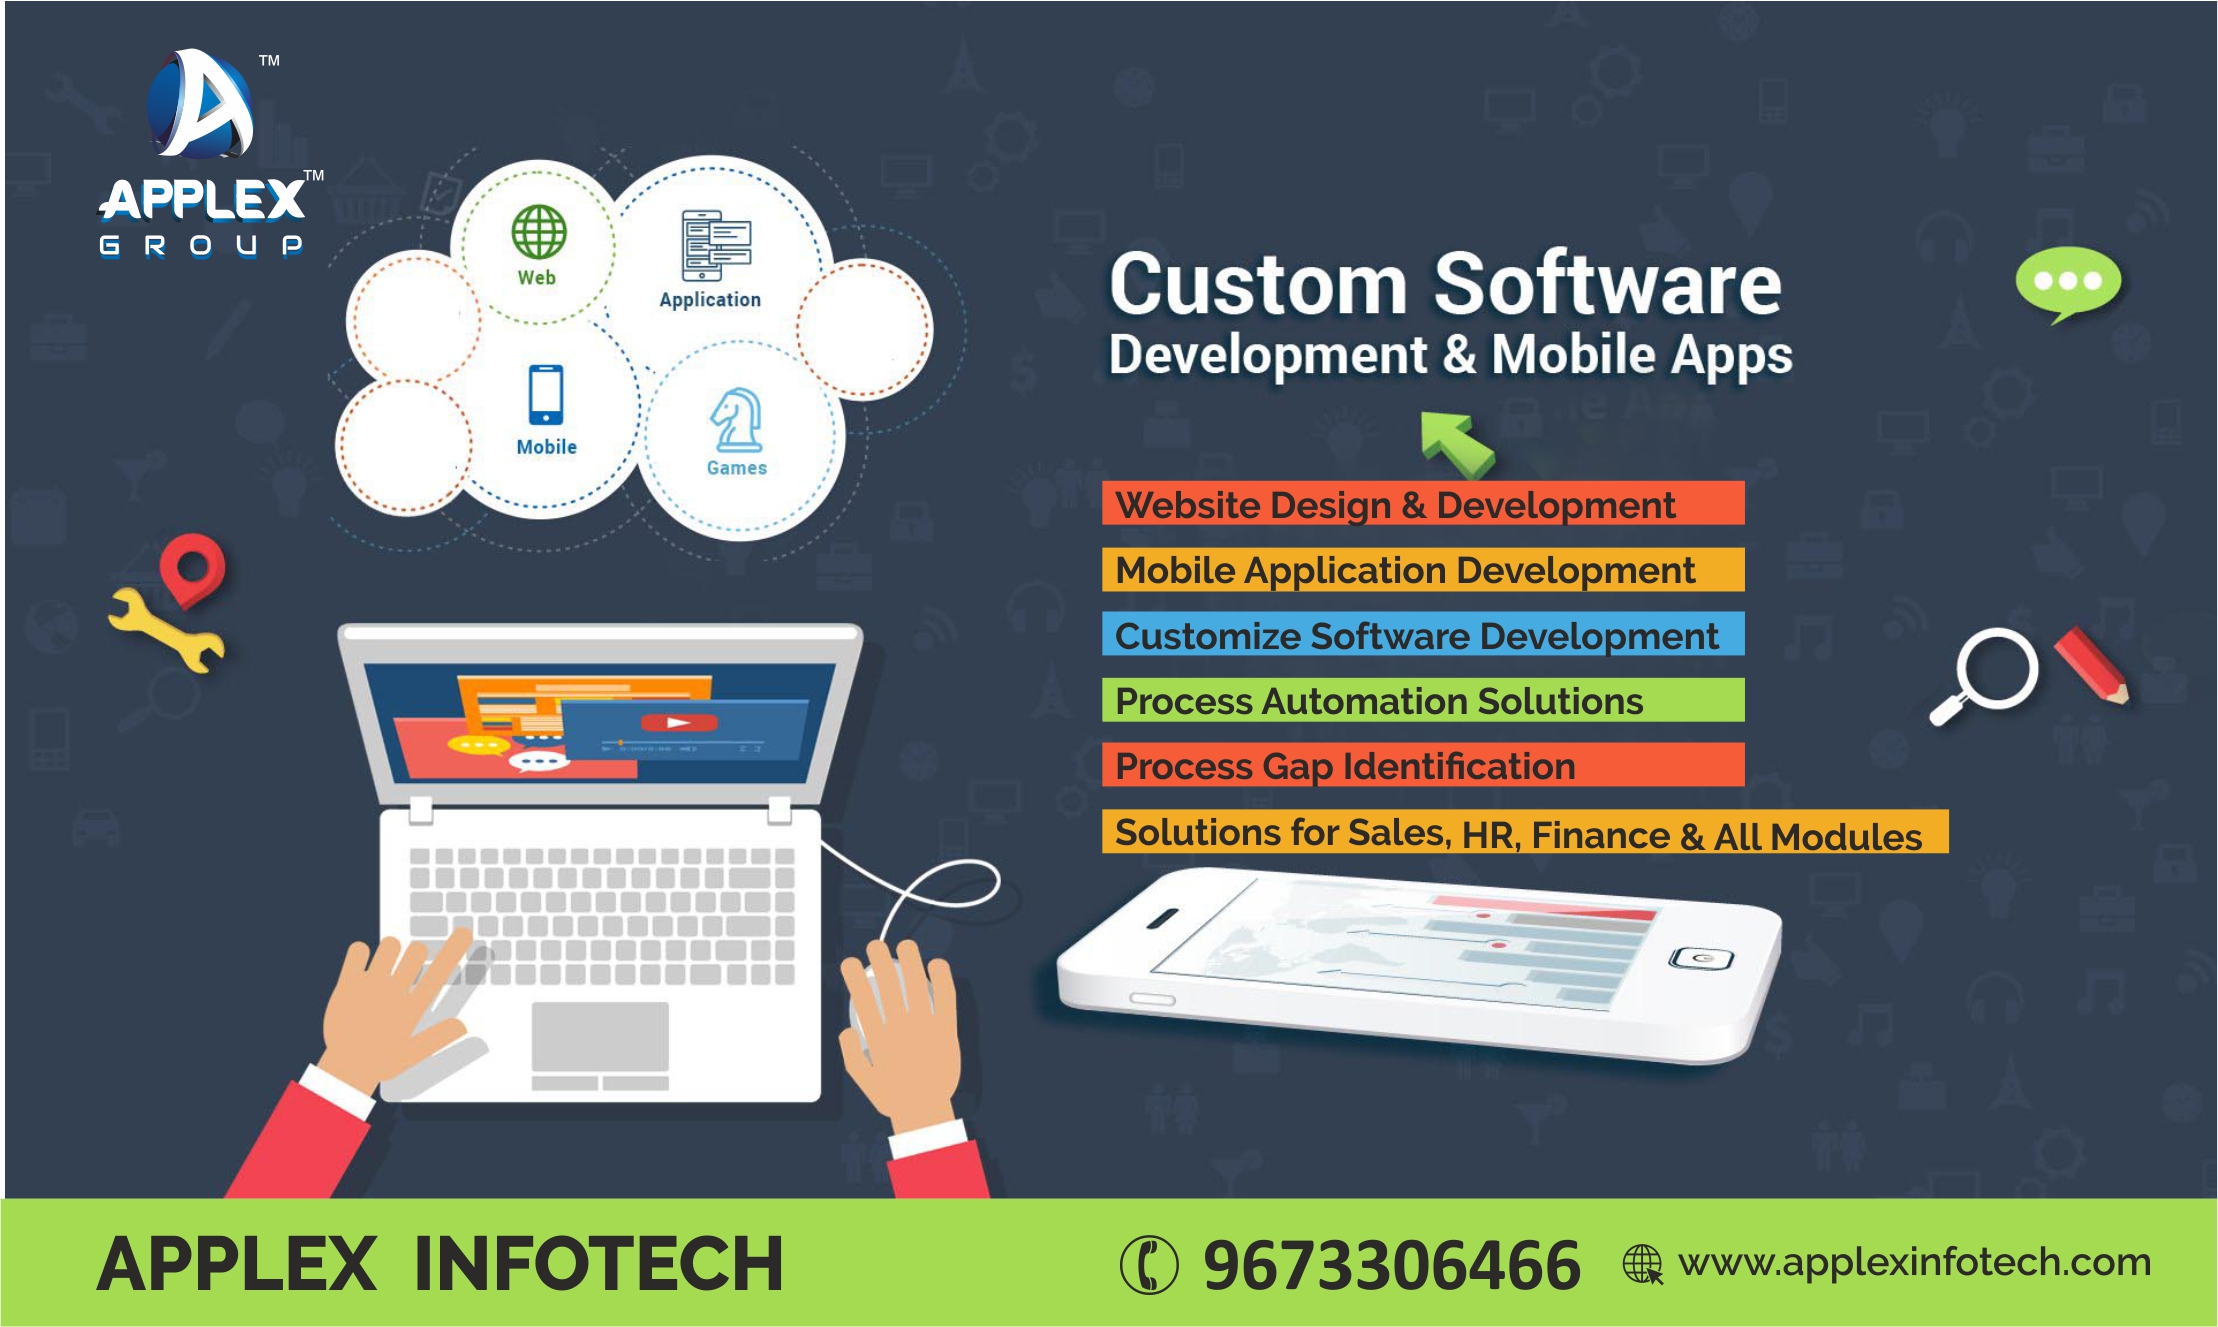 TM
APPLEX TM
GROUP
Web
Application
Mobile
Games
Custom Software
Development & Mobile Apps
Website Design & Development
Mobile Application Development
Customize Software Development
Process Automation Solutions
Process Gap Identification
Solutions for Sales, HR, Finance & All Modules
APPLEX INFOTECH
9673306466
www.applexinfotech.com